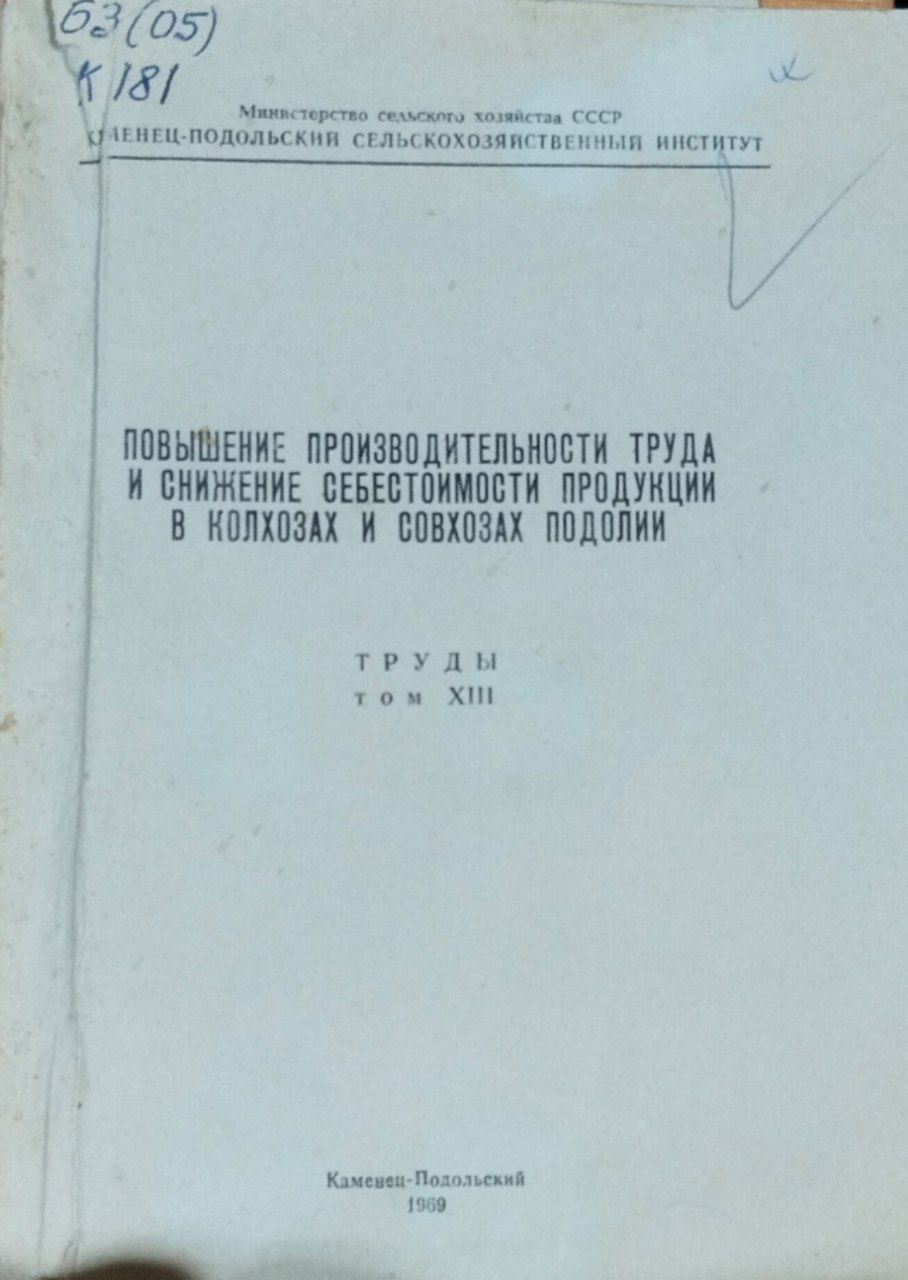 63(05)
К 181
Министерство сельского хозяйства СССР
КАМЕНЕЦ-ПОДОЛЬСКИЙ СЕЛЬСКОХОЗЯЙСТВЕННЫЙ ИНСТИТУТ
ПОВЫШЕНИЕ ПРОИЗВОДИТЕЛЬНОСТИ ТРУДА
И СНИЖЕНИЕ СЕБЕСТОИМОСТИ ПРОДУКЦИИ
В КОЛХОЗАХ И СОВХОЗАХ ПОДОЛИИ
ТРУДЫ
том XIII
Каменец-Подольский
1969